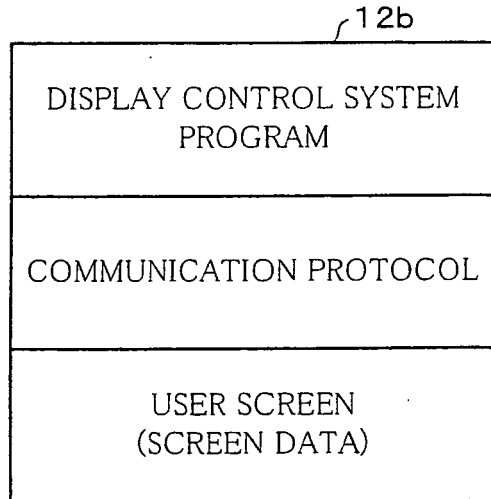 12b
DISPLAY CONTROL SYSTEM
PROGRAM
COMMUNICATION PROTOCOL
USER SCREEN
(SCREEN DATA)